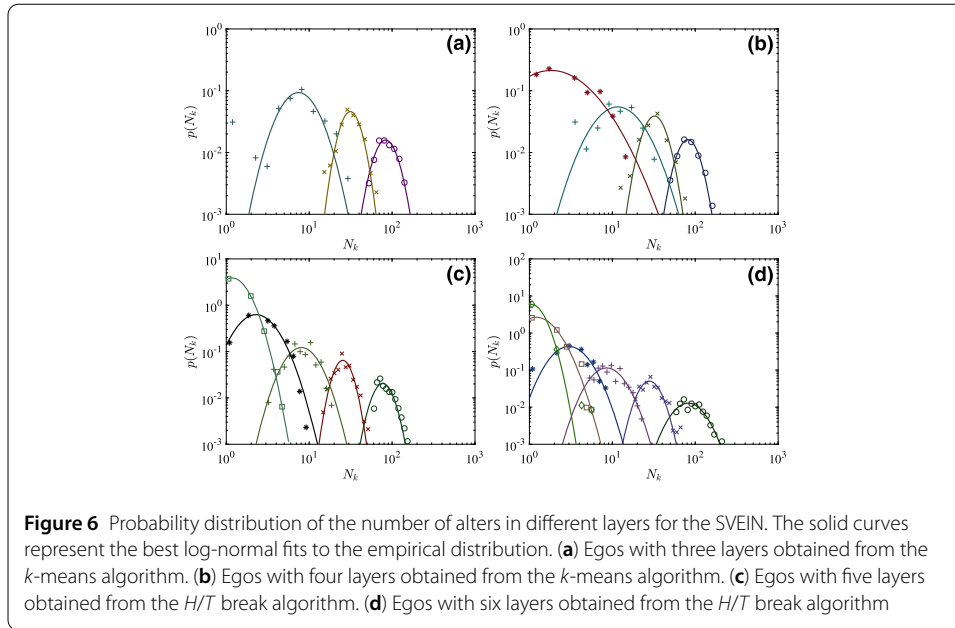 (a)
10^0
10^-1
10^-2
10^-3
p(N_k)
10^0 10^1 10^2 10^3
N_k
(b)
10^0
10^-1
10^-2
10^-3
p(N_k)
10^0 10^1 10^2 10^3
N_k
(c)
10^1
10^0
10^-1
10^-2
10^-3
p(N_k)
10^0 10^1 10^2 10^3
N_k
(d)
10^2
10^1
10^0
10^-1
10^-2
10^-3
p(N_k)
10^0 10^1 10^2 10^3
N_k
Figure 6 Probability distribution of the number of alters in different layers for the SVEIN. The solid curves
represent the best log-normal fits to the empirical distribution. (a) Egos with three layers obtained from the
k-means algorithm. (b) Egos with four layers obtained from the k-means algorithm. (c) Egos with five layers
obtained from the H/T break algorithm. (d) Egos with six layers obtained from the H/T break algorithm